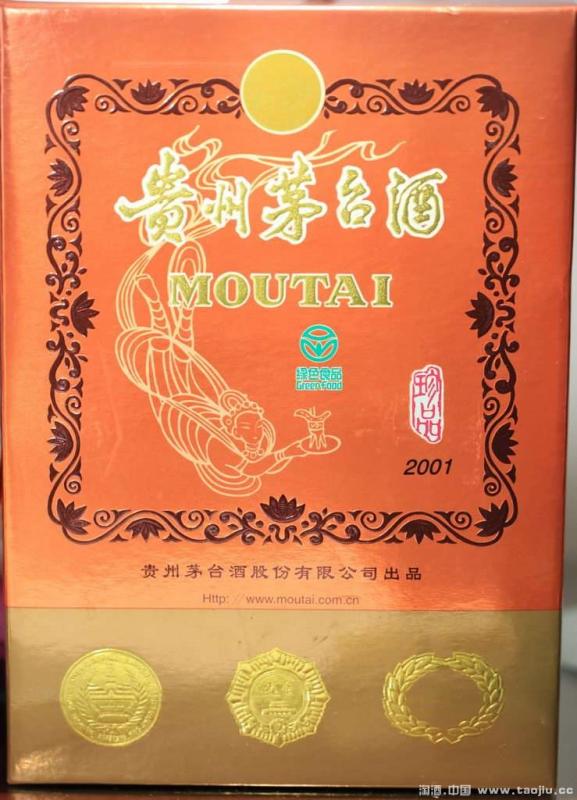 贵州茅台酒
MOUTAI
绿色食品
Green Food
珍品
2001
贵州茅台酒股份有限公司出品
Http: //www.moutai.com.cn
淘酒.中国 www.taojiu.cc